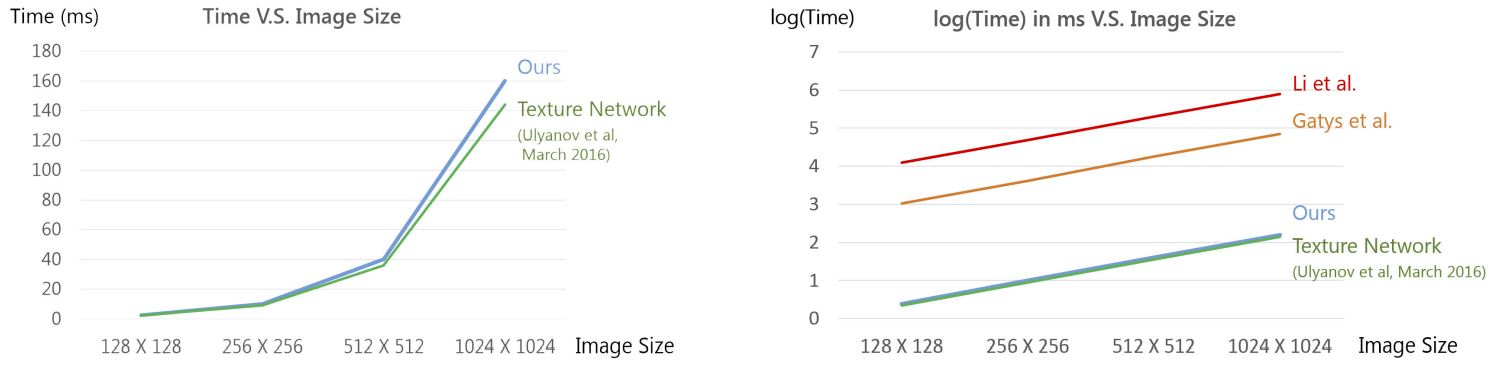 Time (ms)
Time V.S. Image Size
180
160
140
120
100
80
60
40
20
0
Ours
Texture Network
(Ulyanov et al,
March 2016)
128 X 128
256 X 256
512 X 512
1024 X 1024
Image Size
log(Time)
log(Time) in ms V.S. Image Size
7
6
5
4
3
2
1
0
Li et al.
Gatys et al.
Ours
Texture Network
(Ulyanov et al, March 2016)
128 X 128
256 X 256
512 X 512
1024 X 1024
Image Size